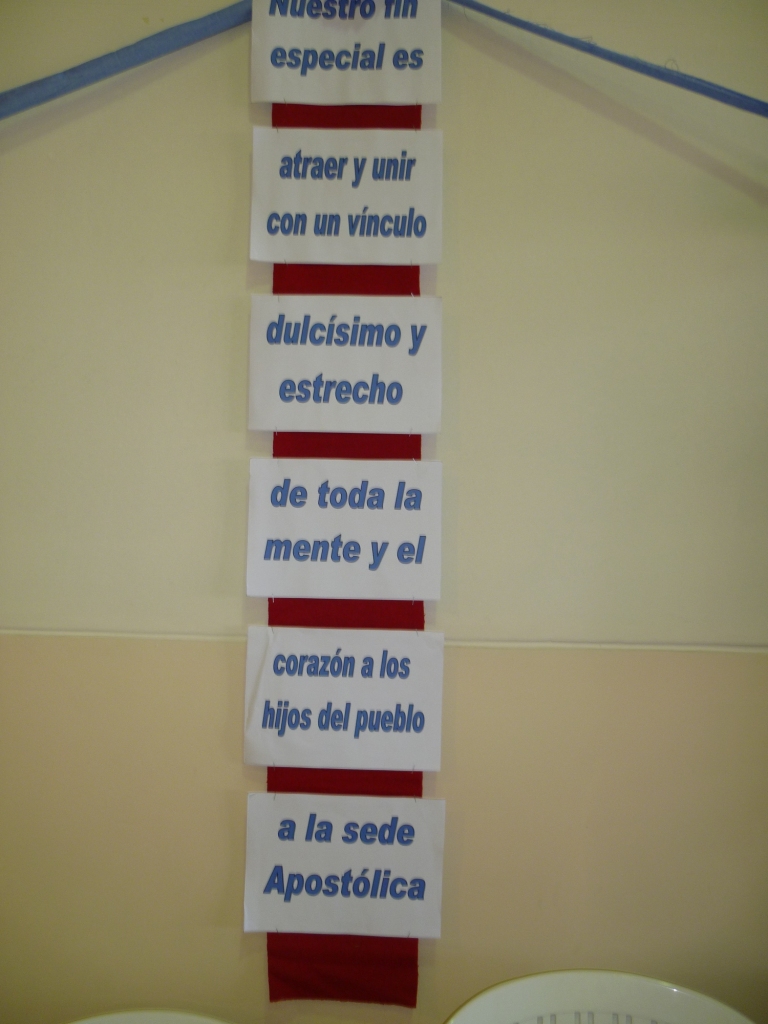 Nuestro fin
especial es
atraer y unir
con un vínculo
dulcísimo y
estrecho
de toda la
mente y el
corazón a los
hijos del pueblo
a la sede
Apostólica